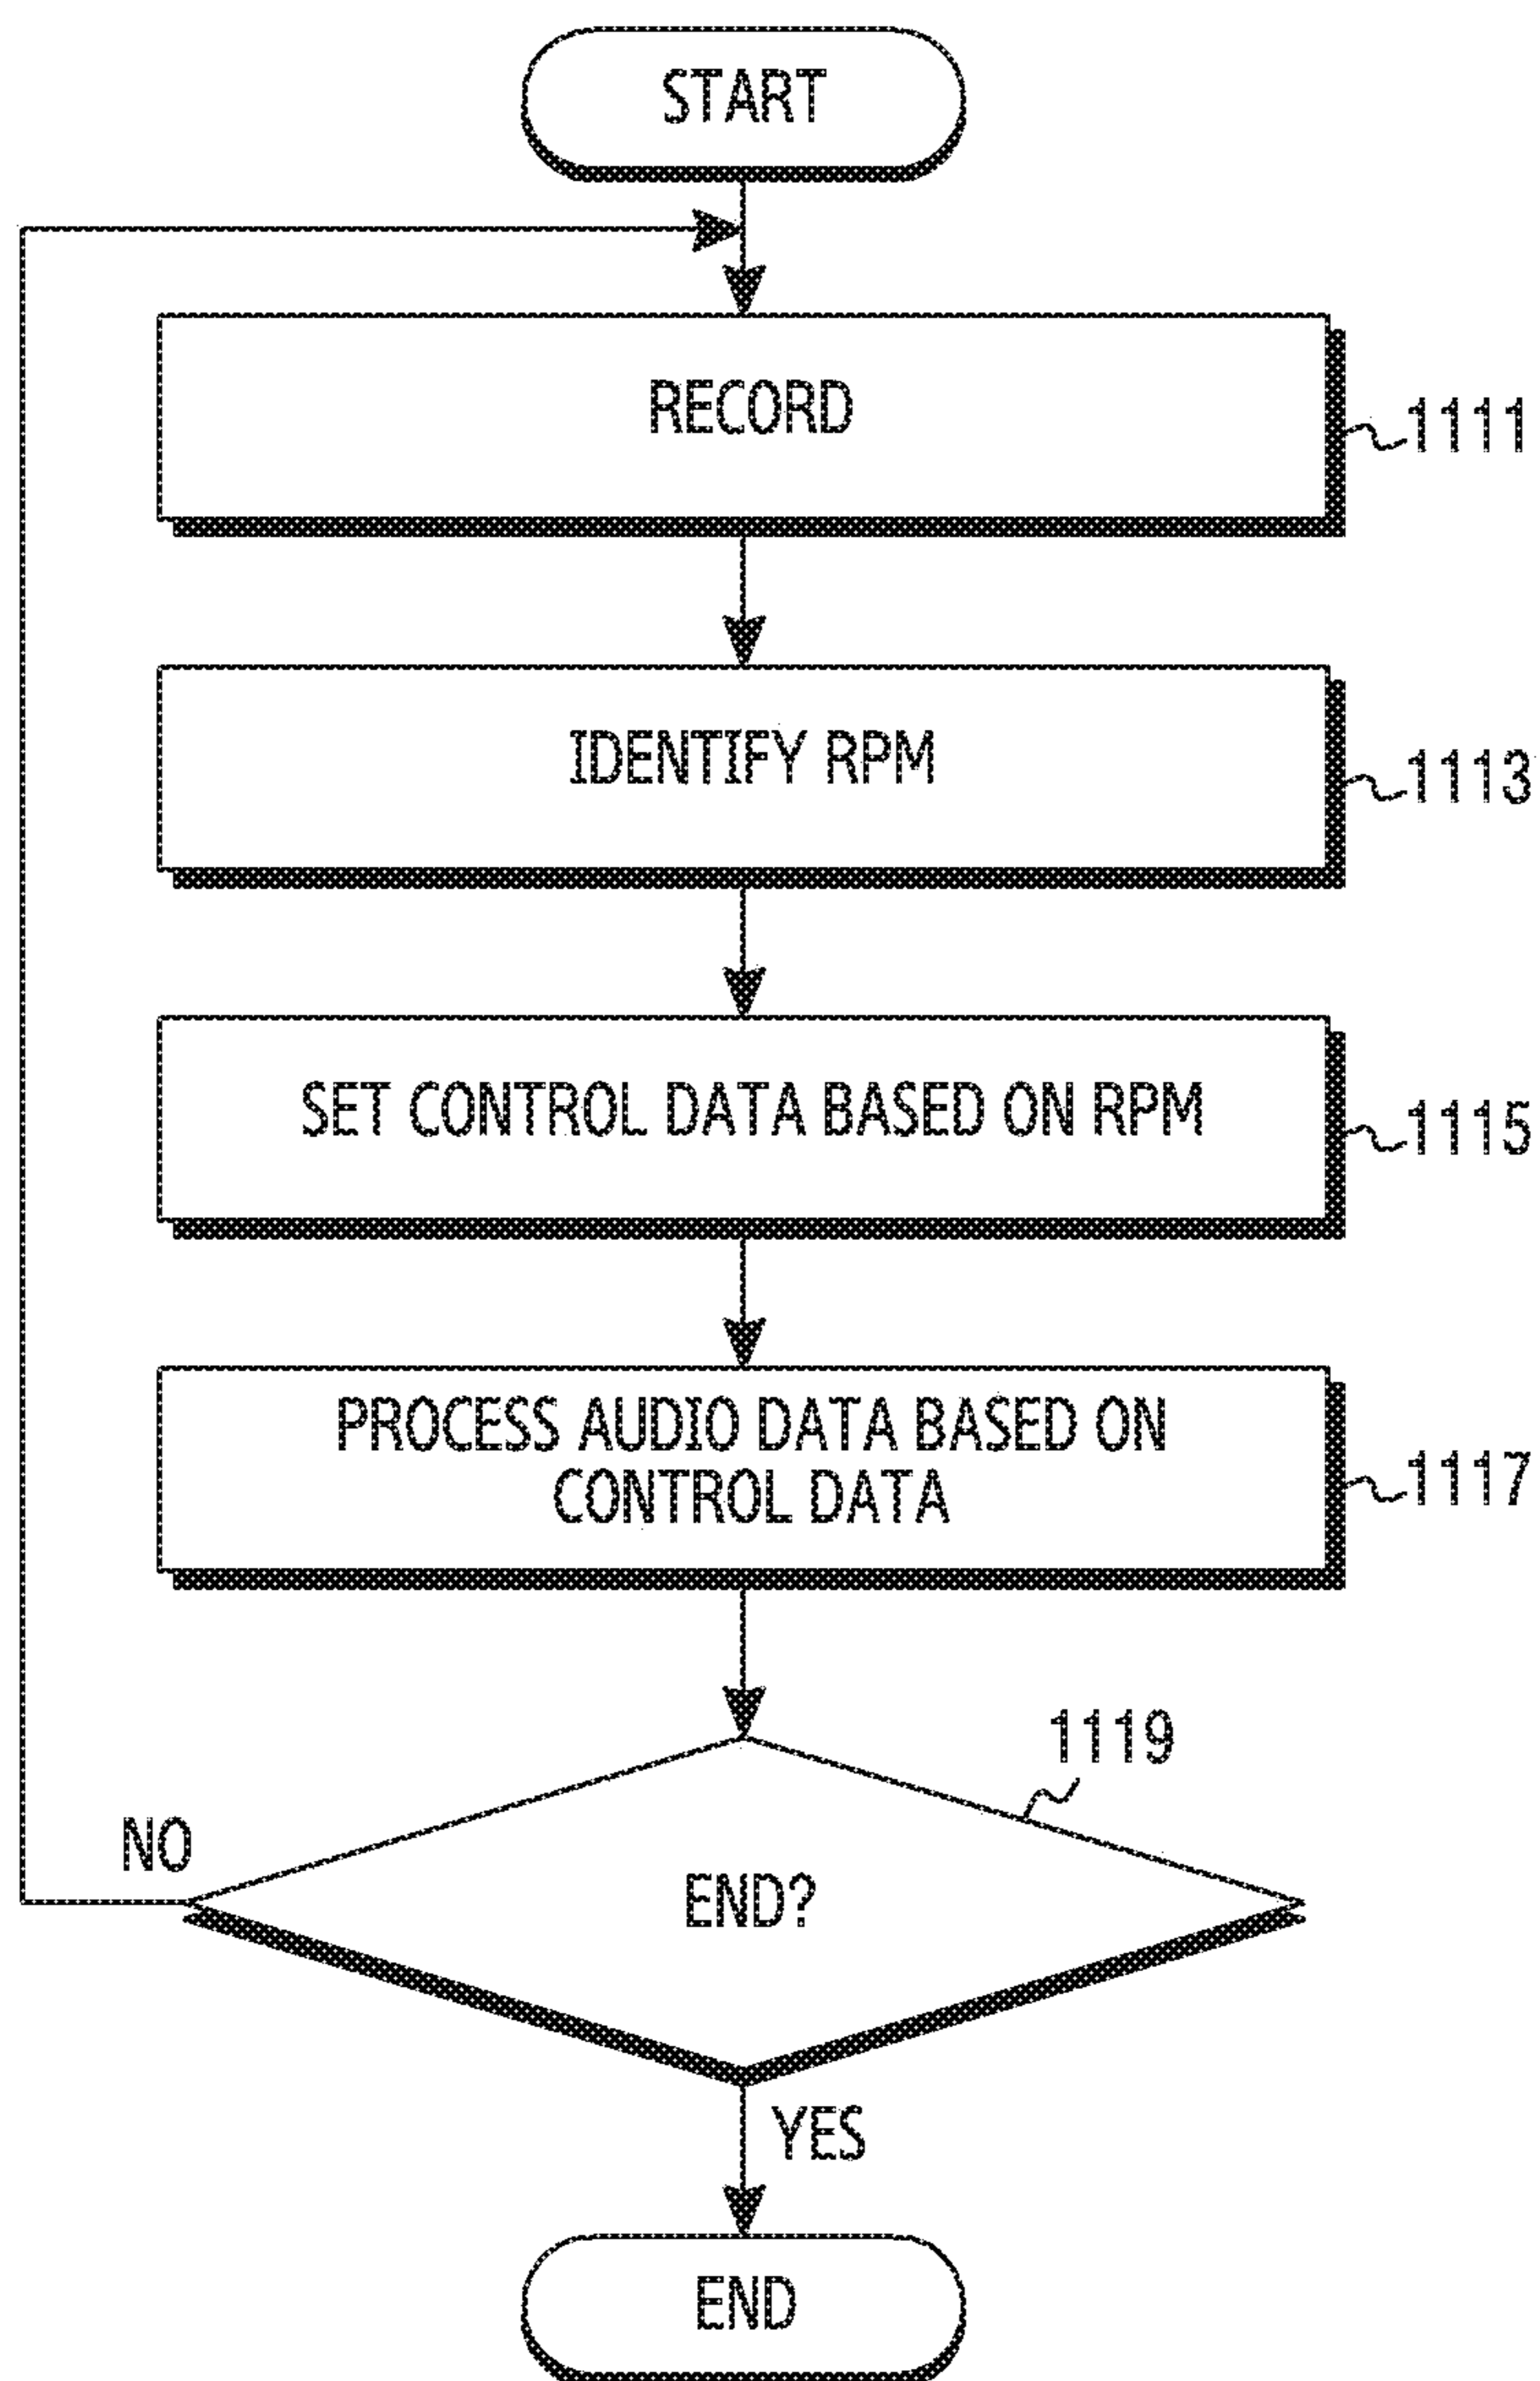 START
RECORD
1111
IDENTIFY RPM
1113
SET CONTROL DATA BASED ON RPM
1115
PROCESS AUDIO DATA BASED ON
CONTROL DATA
1117
1119
NO
END?
YES
END